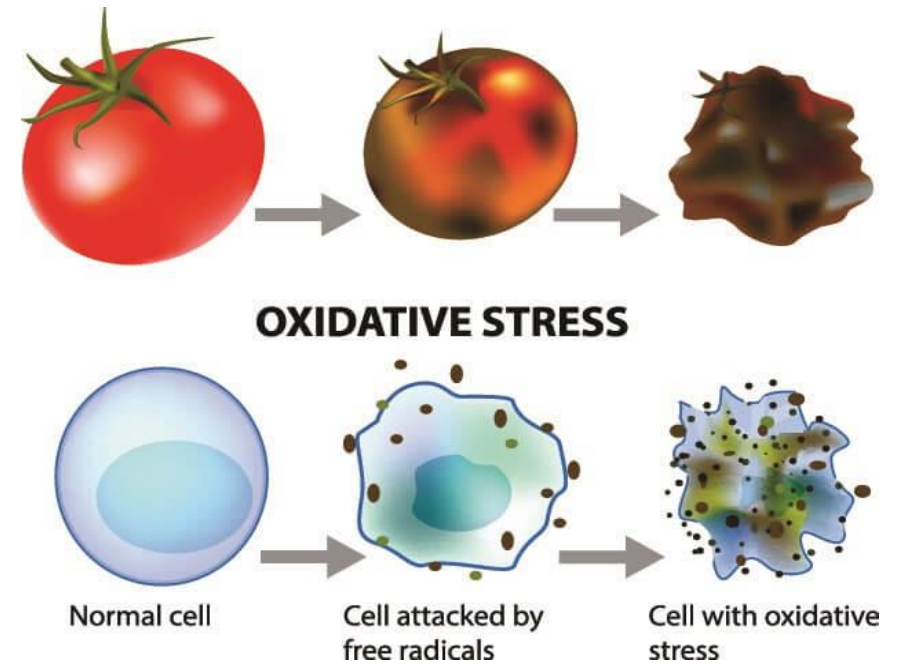 OXIDATIVE STRESS
Normal cell
Cell attacked by
free radicals
Cell with oxidative
stress